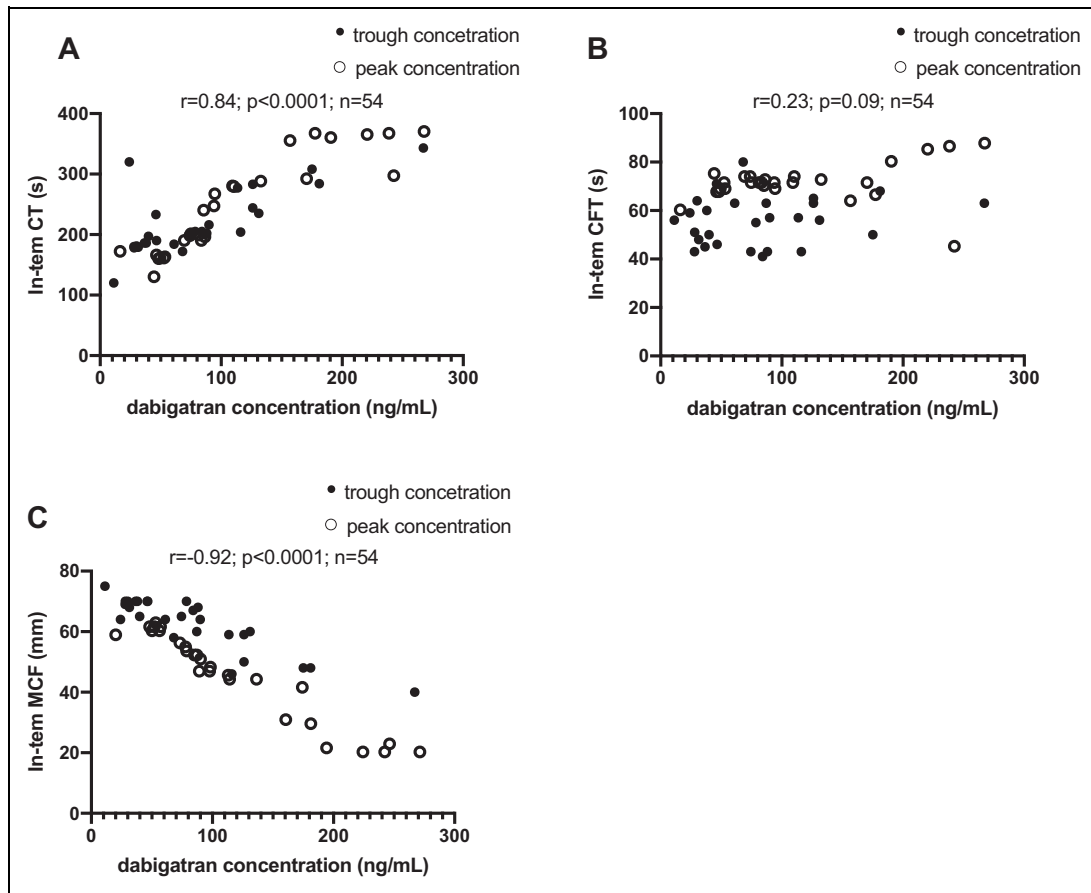 A
trough concetration
peak concentration
r=0.84; p<0.0001; n=54
In-tem CT (s)
400
300
200
100
0
0 100 200 300
dabigatran concentration (ng/mL)
B
trough concetration
peak concentration
r=0.23; p=0.09; n=54
In-tem CFT (s)
100
80
60
40
20
0
0 100 200 300
dabigatran concentration (ng/mL)
C
trough concetration
peak concentration
r=-0.92; p<0.0001; n=54
In-tem MCF (mm)
80
60
40
20
0
0 100 200 300
dabigatran concentration (ng/mL)